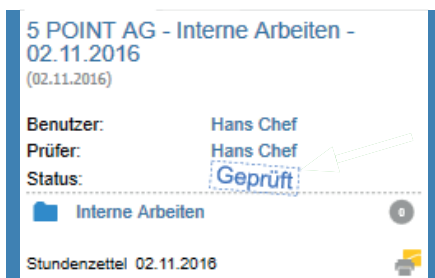 5 POINT AG - Interne Arbeiten -
02.11.2016
(02.11.2016)
Benutzer: Hans Chef
Prüfer: Hans Chef
Status: Geprüft
Interne Arbeiten 0
Stundenzettel 02.11.2016